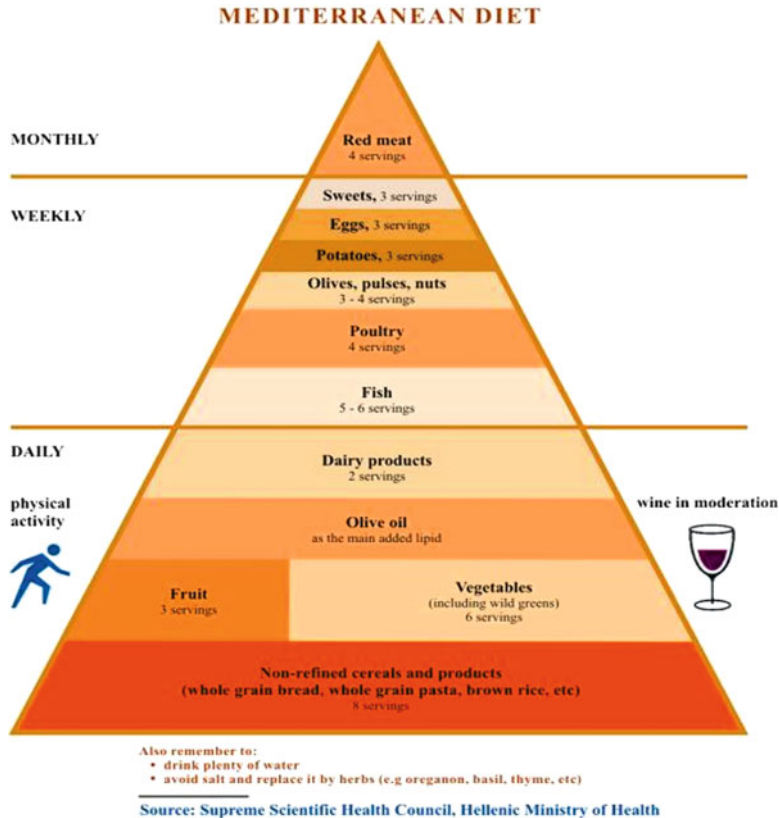 MEDITERRANEAN DIET
MONTHLY
Red meat
4 servings
WEEKLY
Sweets, 3 servings
Eggs, 3 servings
Potatoes, 3 servings
Olives, pulses, nuts
3 - 4 servings
Poultry
4 servings
Fish
5 - 6 servings
DAILY
Dairy products
2 servings
physical
activity
wine in moderation
Olive oil
as the main added lipid
Fruit
3 servings
Vegetables
(including wild greens)
6 servings
Non-refined cereals and products
(whole grain bread, whole grain pasta, brown rice, etc)
8 servings
Also remember to:
• drink plenty of water
• avoid salt and replace it by herbs (e.g oreganon, basil, thyme, etc)
Source: Supreme Scientific Health Council, Hellenic Ministry of Health